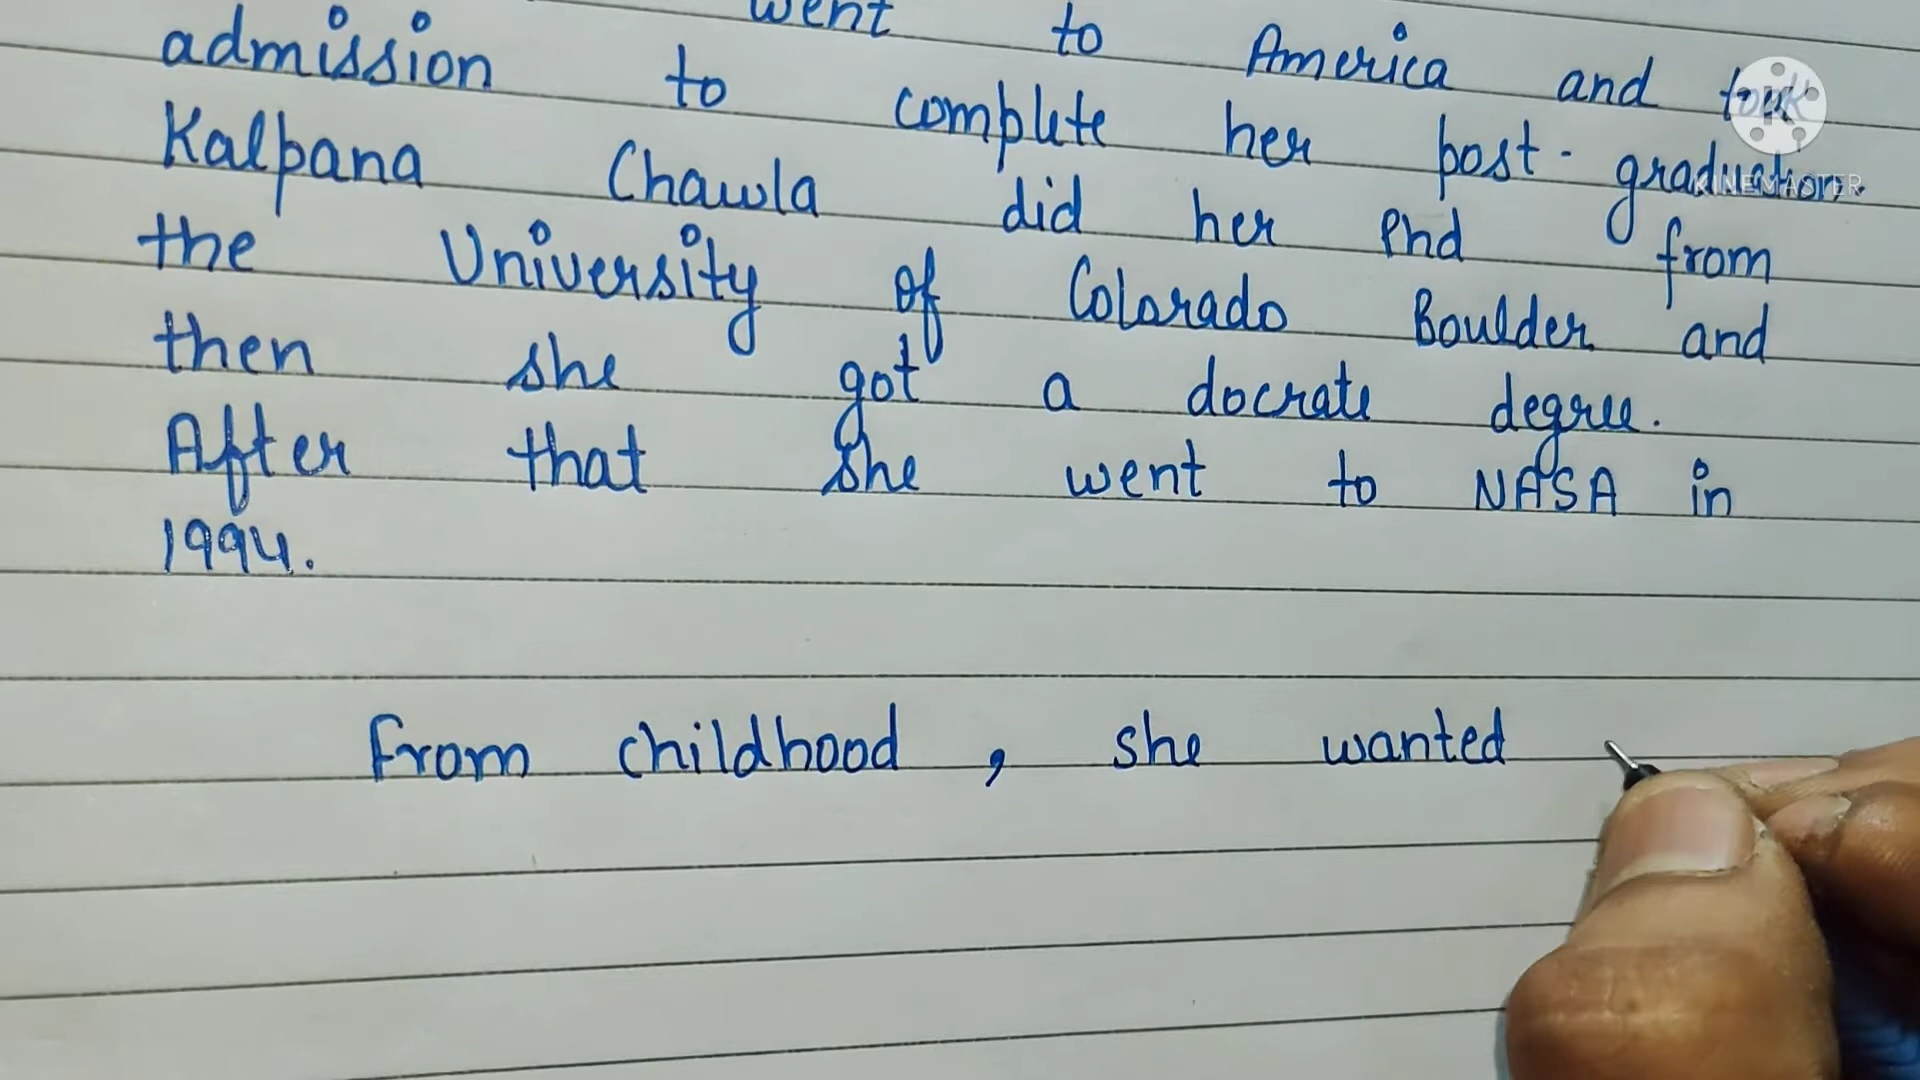 went to America and took
admission to complete her post-graduation.
Kalpana Chawla did her Phd from
the University of Colorado Boulder and
then she got a docrate degree.
After that she went to NASA in
1994.
From childhood, she wanted
KINEMASTER